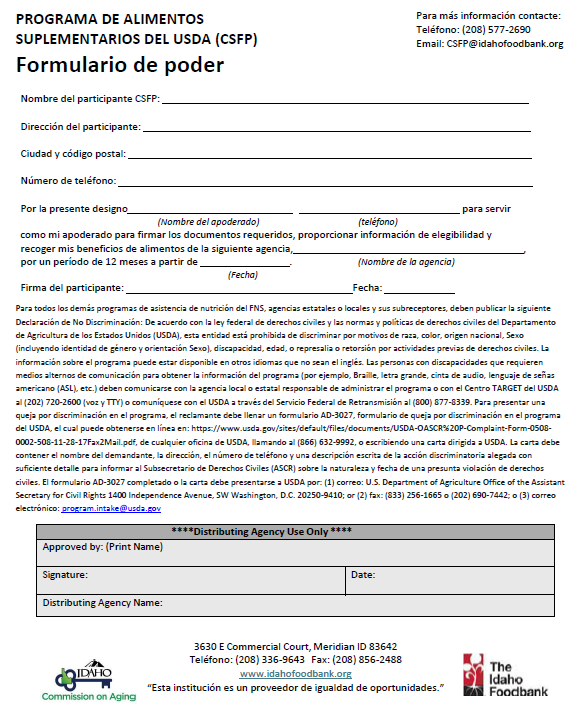 PROGRAMA DE ALIMENTOS
SUPLEMENTARIOS DEL USDA (CSFP)
Formulario de poder
Para más información contacte:
Teléfono: (208) 577-2690
Email: CSFP@idahofoodbank.org
Nombre del participante CSFP:
Dirección del participante:
Ciudad y código postal:
Número de teléfono:
Por la presente designo para servir
(Nombre del apoderado) (teléfono)
como mi apoderado para firmar los documentos requeridos, proporcionar información de elegibilidad y
recoger mis beneficios de alimentos de la siguiente agencia, ,
por un período de 12 meses a partir de . (Nombre de la agencia)
(Fecha)
Firma del participante: Fecha:
Para todos los demás programas de asistencia de nutrición del FNS, agencias estatales o locales y sus subreceptores, deben publicar la siguiente
Declaración de No Discriminación: De acuerdo con la ley federal de derechos civiles y las normas y políticas de derechos civiles del Departamento
de Agricultura de los Estados Unidos (USDA), esta entidad está prohibida de discriminar por motivos de raza, color, origen nacional, Sexo
(incluyendo identidad de género y orientación Sexo), discapacidad, edad, o represalia o retorsión por actividades previas de derechos civiles. La
información sobre el programa puede estar disponible en otros idiomas que no sean el inglés. Las personas con discapacidades que requieren
medios alternos de comunicación para obtener la información del programa (por ejemplo, Braille, letra grande, cinta de audio, lenguaje de señas
americano (ASL), etc.) deben comunicarse con la agencia local o estatal responsable de administrar el programa o con el Centro TARGET del USDA
al (202) 720-2600 (voz y TTY) o comuníquese con el USDA a través del Servicio Federal de Retransmisión al (800) 877-8339. Para presentar una
queja por discriminación en el programa, el reclamante debe llenar un formulario AD-3027, formulario de queja por discriminación en el programa
del USDA, el cual puede obtenerse en línea en: https://www.usda.gov/sites/default/files/documents/USDA-OASCR%20P-Complaint-Form-0508-
0002-508-11-28-17Fax2Mail.pdf, de cualquier oficina de USDA, llamando al (866) 632-9992, o escribiendo una carta dirigida a USDA. La carta debe
contener el nombre del demandante, la dirección, el número de teléfono y una descripción escrita de la acción discriminatoria alegada con
suficiente detalle para informar al Subsecretario de Derechos Civiles (ASCR) sobre la naturaleza y fecha de una presunta violación de derechos
civiles. El formulario AD-3027 completado o la carta debe presentarse a USDA por: (1) correo: U.S. Department of Agriculture Office of the Assistant
Secretary for Civil Rights 1400 Independence Avenue, SW Washington, D.C. 20250-9410; or (2) fax: (833) 256-1665 o (202) 690-7442; o (3) correo
electrónico: program.intake@usda.gov
****Distributing Agency Use Only ****
Approved by: (Print Name)
Signature: Date:
Distributing Agency Name:
3630 E Commercial Court, Meridian ID 83642
Teléfono: (208) 336-9643 Fax: (208) 856-2488
www.idahofoodbank.org
“Esta institución es un proveedor de igualdad de oportunidades.”
IDAHO
Commission on Aging
The
Idaho
Foodbank